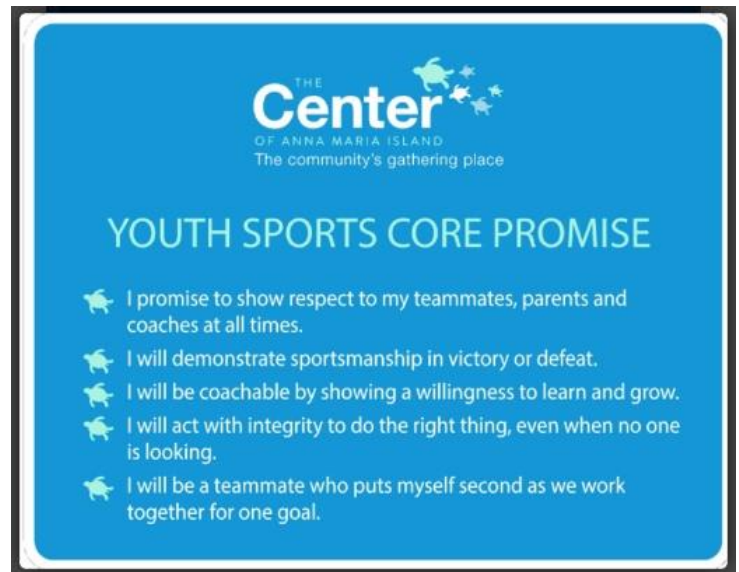 THE
Center
OF ANNA MARIA ISLAND
The community's gathering place
YOUTH SPORTS CORE PROMISE
I promise to show respect to my teammates, parents and
coaches at all times.
I will demonstrate sportsmanship in victory or defeat.
I will be coachable by showing a willingness to learn and grow.
I will act with integrity to do the right thing, even when no one
is looking.
I will be a teammate who puts myself second as we work
together for one goal.